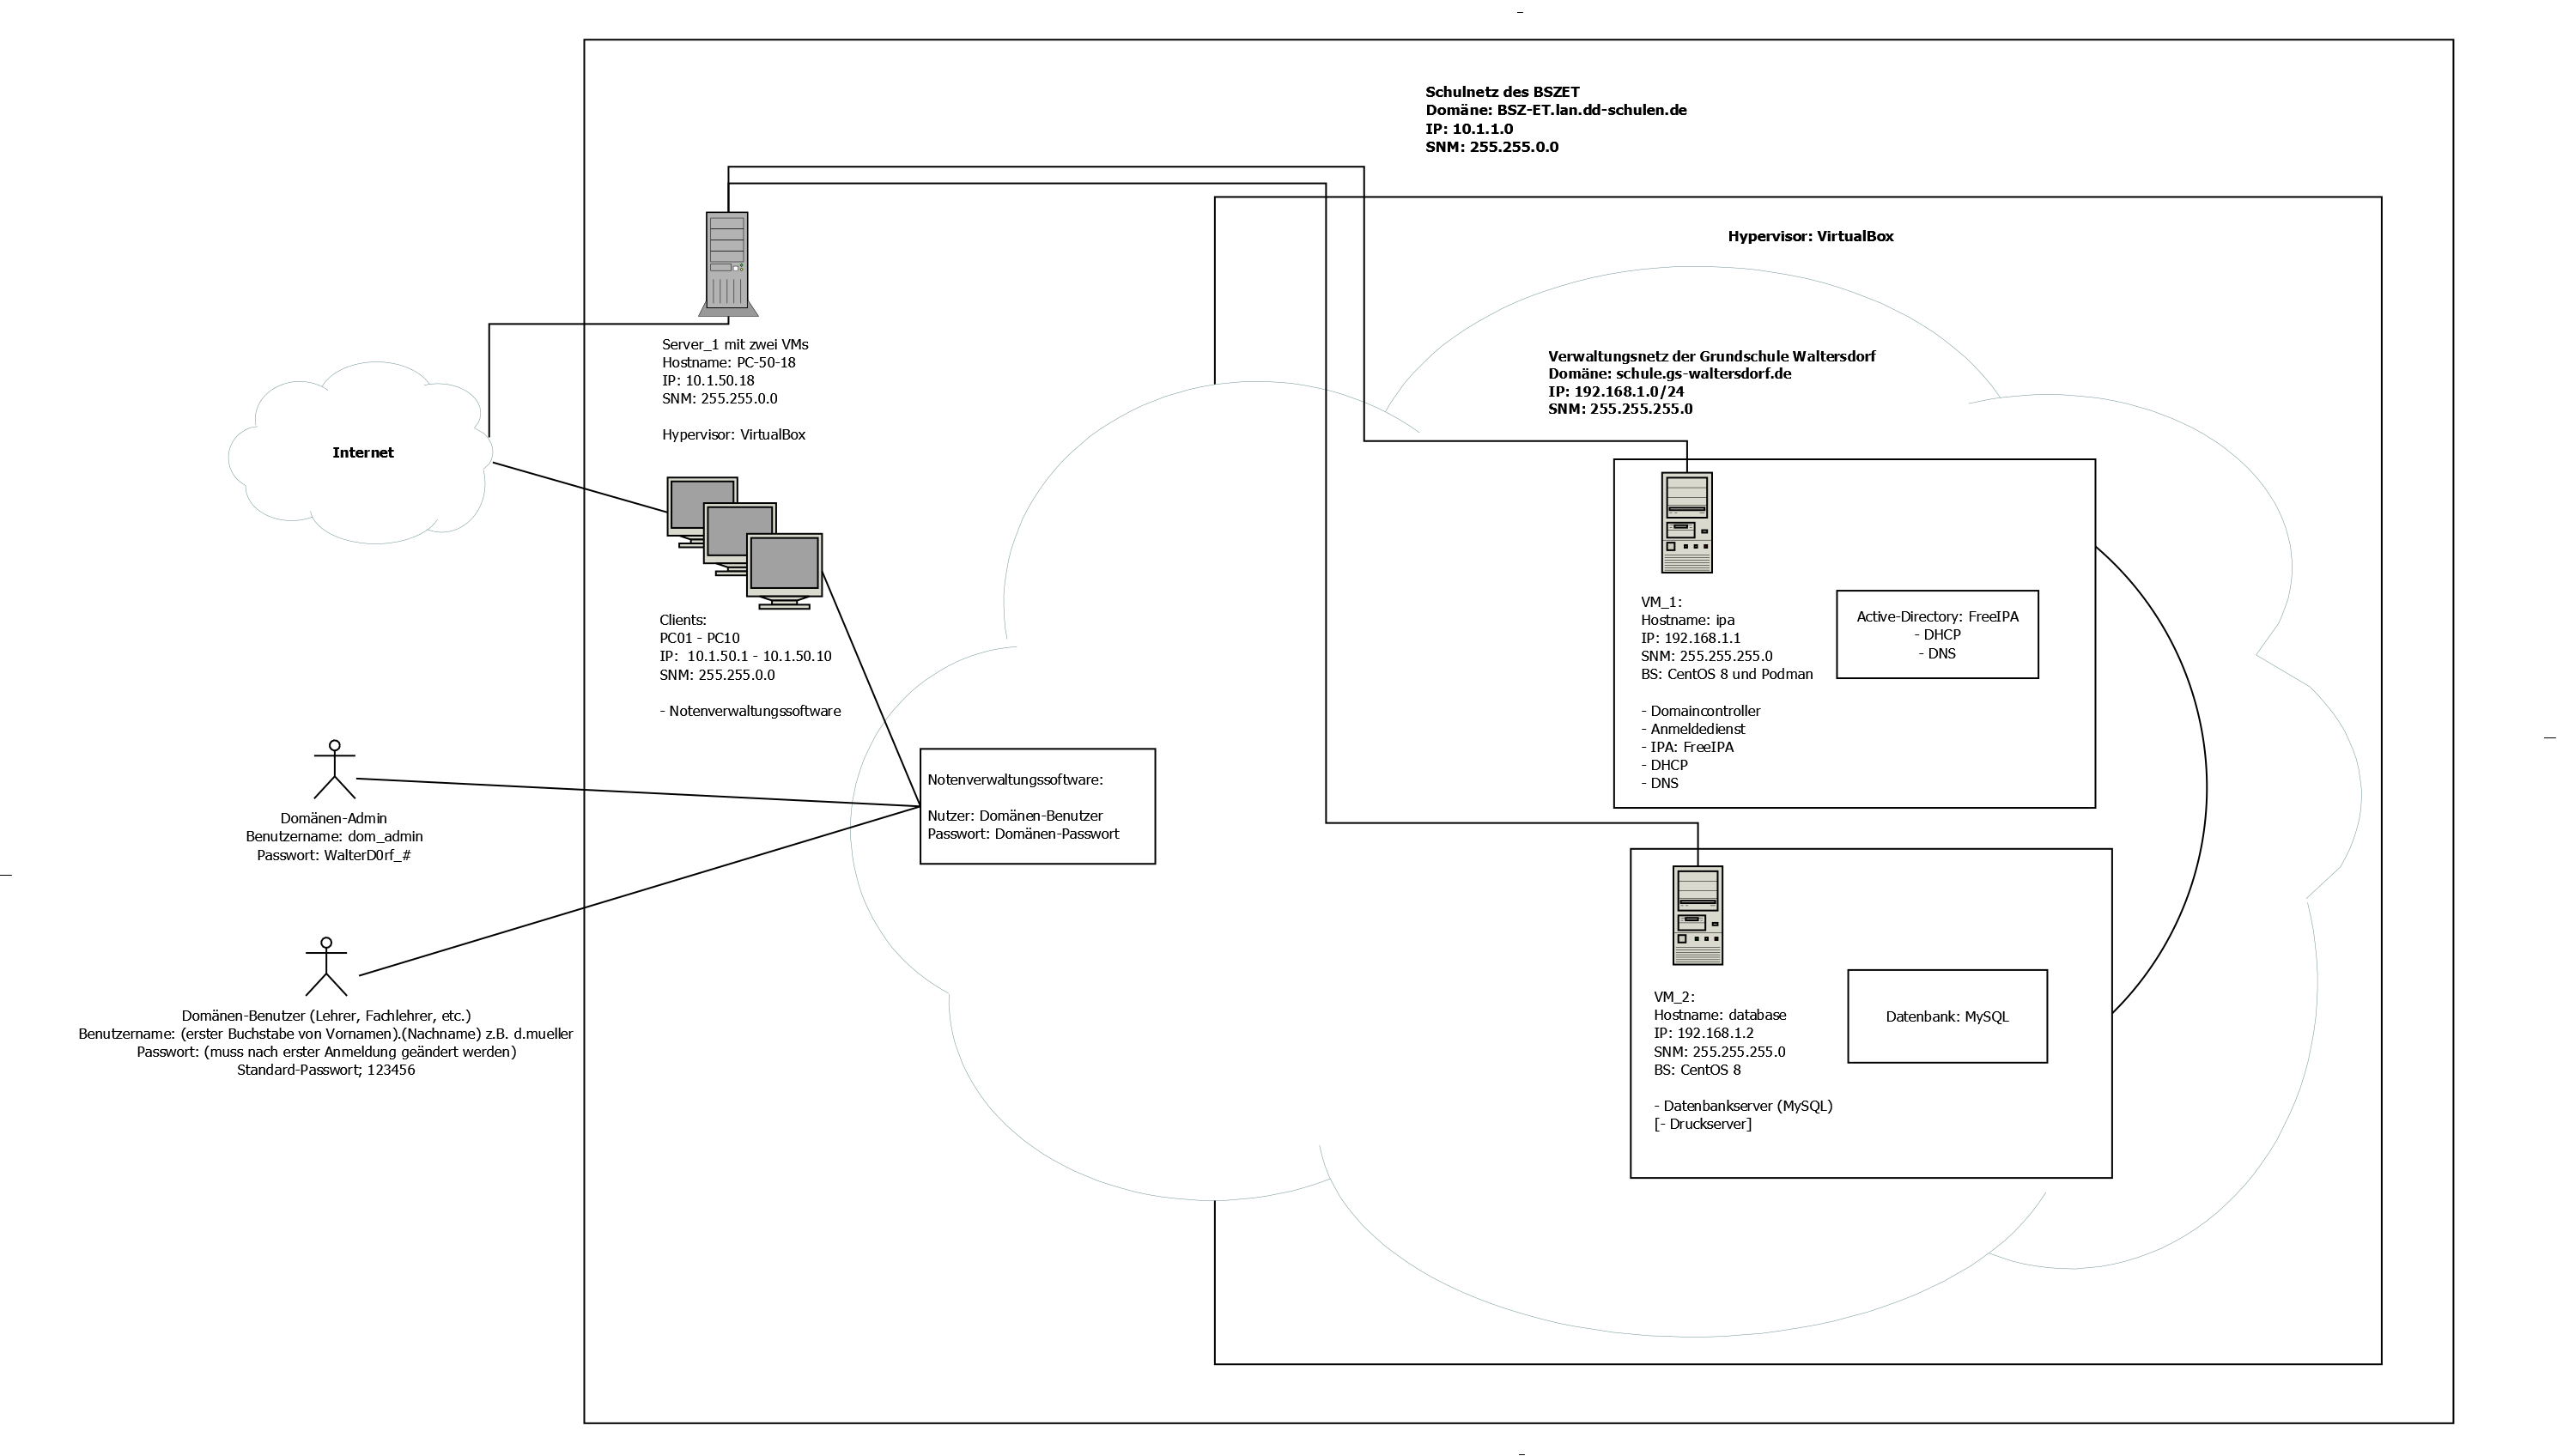 Schulnetz des BSZET
Domäne: BSZ-ET.lan.dd-schulen.de
IP: 10.1.1.0
SNM: 255.255.0.0
Hypervisor: VirtualBox
Server_1 mit zwei VMs
Hostname: PC-50-18
IP: 10.1.50.18
SNM: 255.255.0.0
Hypervisor: VirtualBox
Verwaltungsnetz der Grundschule Waltersdorf
Domäne: schule.gs-waltersdorf.de
IP: 192.168.1.0/24
SNM: 255.255.255.0
Internet
Clients:
PC01 - PC10
IP:  10.1.50.1 - 10.1.50.10
SNM: 255.255.0.0
- Notenverwaltungssoftware
VM_1:
Hostname: ipa
IP: 192.168.1.1
SNM: 255.255.255.0
BS: CentOS 8 und Podman
- Domaincontroller
- Anmeldedienst
- IPA: FreeIPA
- DHCP
- DNS
Active-Directory: FreeIPA
- DHCP
- DNS
Notenverwaltungssoftware:
Nutzer: Domänen-Benutzer
Passwort: Domänen-Passwort
Domänen-Admin
Benutzername: dom_admin
Passwort: WalterD0rf_#
Domänen-Benutzer (Lehrer, Fachlehrer, etc.)
Benutzername: (erster Buchstabe von Vornamen).(Nachname) z.B. d.mueller
Passwort: (muss nach erster Anmeldung geändert werden)
Standard-Passwort; 123456
VM_2:
Hostname: database
IP: 192.168.1.2
SNM: 255.255.255.0
BS: CentOS 8
- Datenbankserver (MySQL)
[- Druckserver]
Datenbank: MySQL